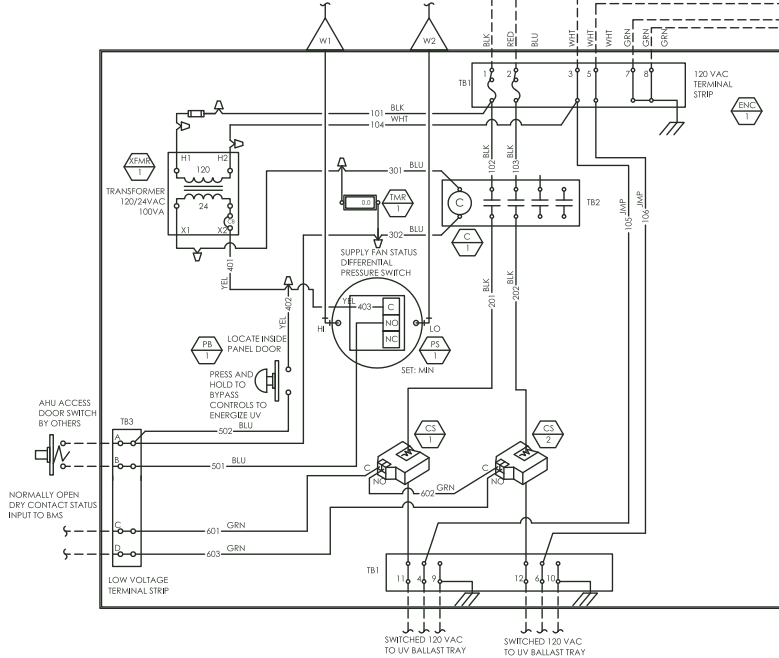 W1
W2
BLK
RED
BLU
WHT
WHT
WHT
GRN
GRN
GRN
TB1
1
2
3
5
7
8
120 VAC
TERMINAL
STRIP
ENC
1
101
BLK
104
WHT
XFMR
1
H1
H2
120
24
X1
X2
CB
TRANSFORMER
120/24VAC
100VA
301
BLU
0.0
TMR
1
302
BLU
BLK
102
BLK
103
C
TB2
C
1
105
JMP
106
JMP
YEL
401
YEL
402
SUPPLY FAN STATUS
DIFFERENTIAL
PRESSURE SWITCH
YEL
403
C
NO
NC
HI
LO
PS
1
SET: MIN
BLK
201
BLK
202
PB
1
LOCATE INSIDE
PANEL DOOR
PRESS AND
HOLD TO
BYPASS
CONTROLS TO
ENERGIZE UV
AHU ACCESS
DOOR SWITCH
BY OTHERS
TB3
A
B
C
D
502
BLU
501
BLU
CS
1
CS
2
C
NO
C
NO
602
GRN
NORMALLY OPEN
DRY CONTACT STATUS
INPUT TO BMS
601
GRN
603
GRN
LOW VOLTAGE
TERMINAL STRIP
TB1
11
4
9
12
6
10
SWITCHED 120 VAC
TO UV BALLAST TRAY
SWITCHED 120 VAC
TO UV BALLAST TRAY